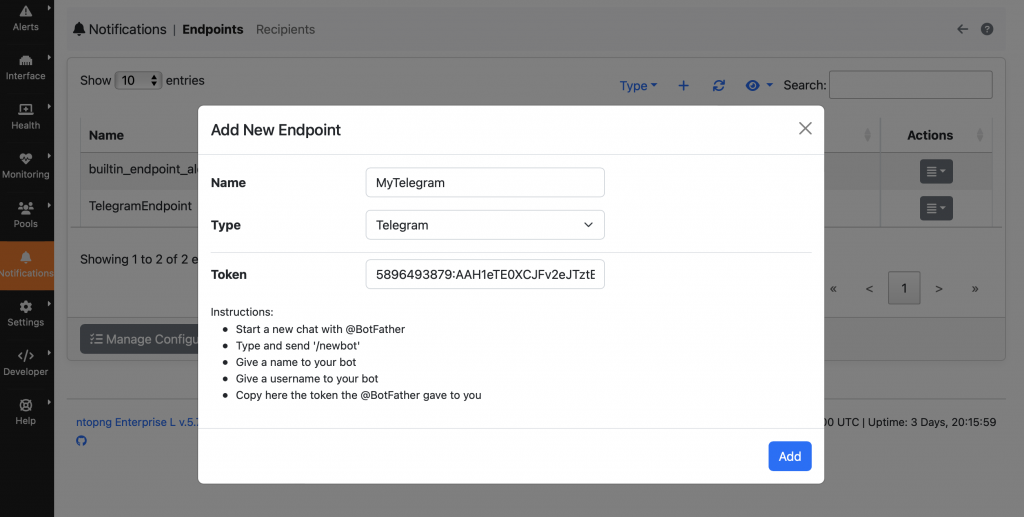 Alerts
Interface
Health
Monitoring
Pools
Notifications
Settings
Developer
Help
Notifications | Endpoints Recipients
Show 10 entries
Type Search:
Name Actions
builtin_endpoint_al
TelegramEndpoint
Showing 1 to 2 of 2 e
« < 1 > »
Manage Configu
ntopng Enterprise L v.5.
00 UTC | Uptime: 3 Days, 20:15:59
Add New Endpoint
Name MyTelegram
Type Telegram
Token 5896493879:AAH1eTE0XCJFv2eJTztE
Instructions:
Start a new chat with @BotFather
Type and send '/newbot'
Give a name to your bot
Give a username to your bot
Copy here the token the @BotFather gave to you
Add